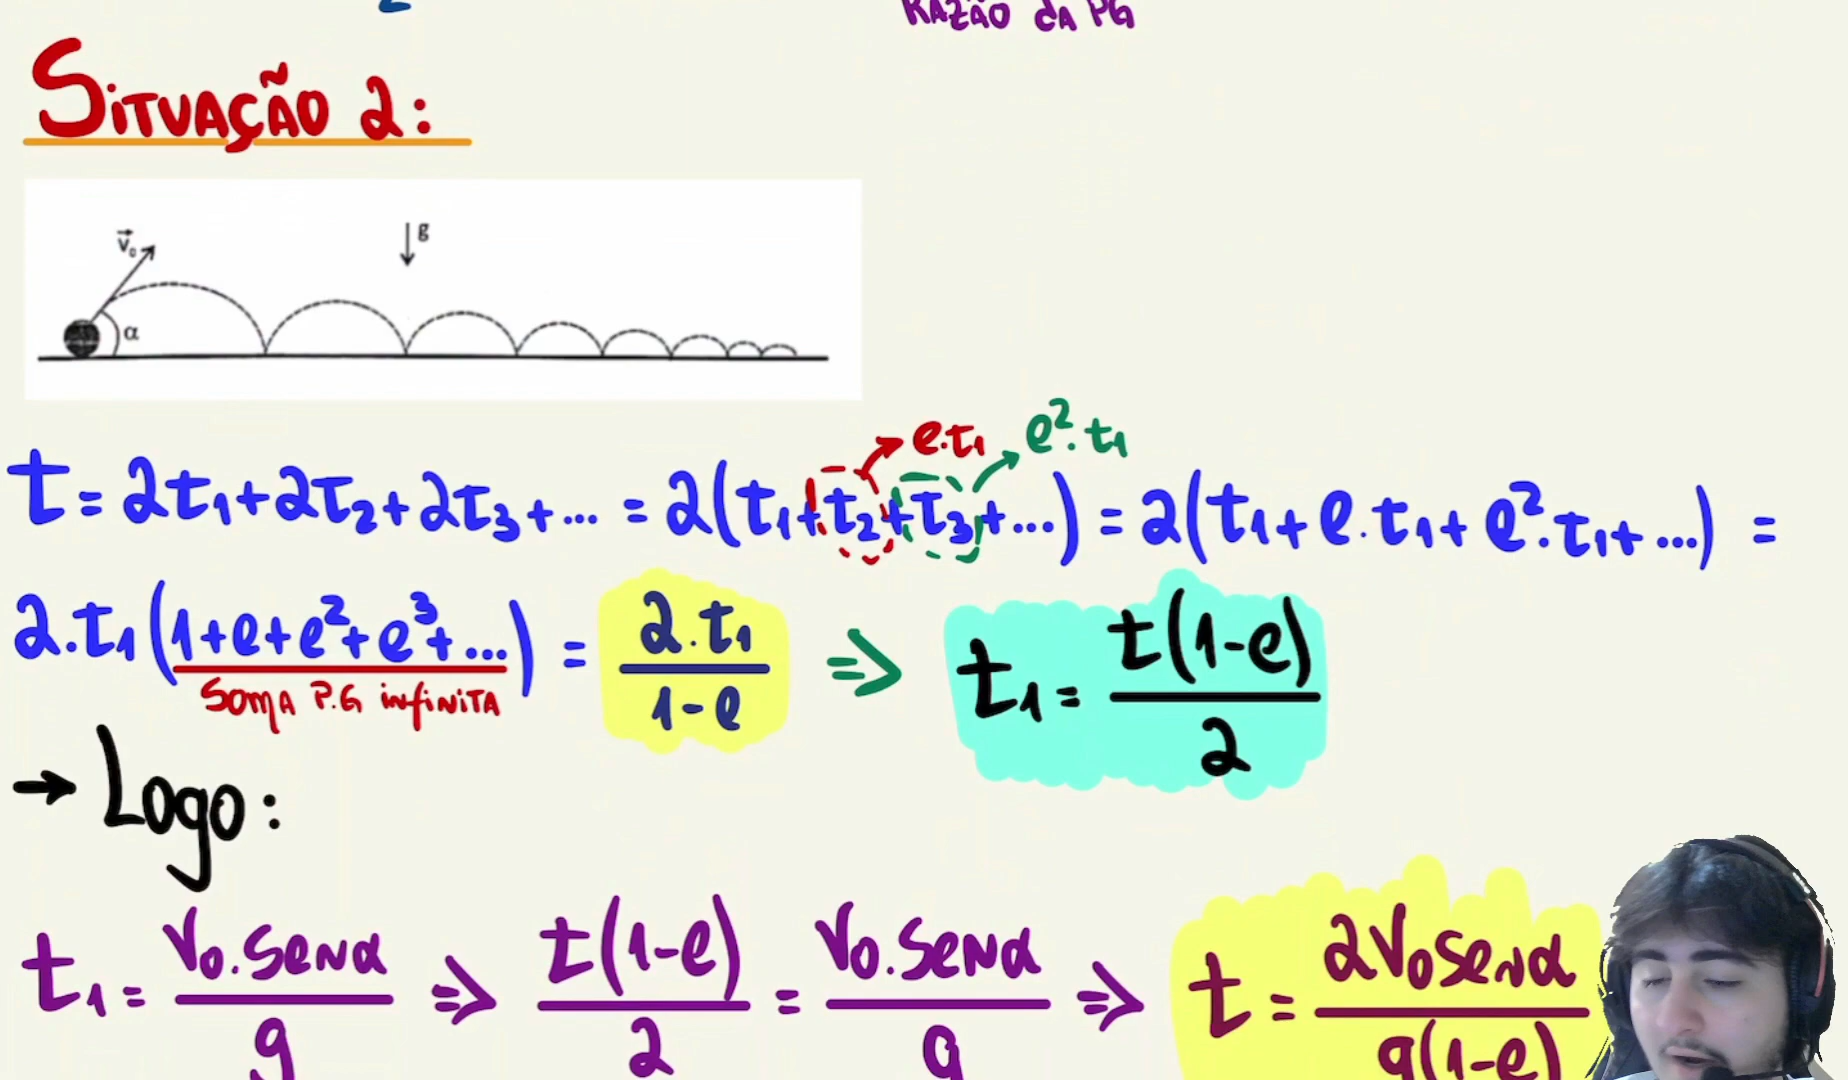 RAZÃO DA PG
SITUAÇÃO 2:
v₀ g
α
e.t₁ e².t₁
t = 2t₁ + 2t₂ + 2t₃ + ... = 2(t₁ + t₂ + t₃ + ...) = 2(t₁ + e.t₁ + e².t₁ + ...) =
2.t₁(1 + e + e² + e³ + ...) = 2.t₁ / 1-e ⇒ t₁ = t(1-e) / 2
SOMA P.G INFINITA
→ LOGO:
t₁ = V₀.SENα / g ⇒ t(1-e) / 2 = V₀.SENα / g ⇒ t = 2V₀SENα / g(1-e)